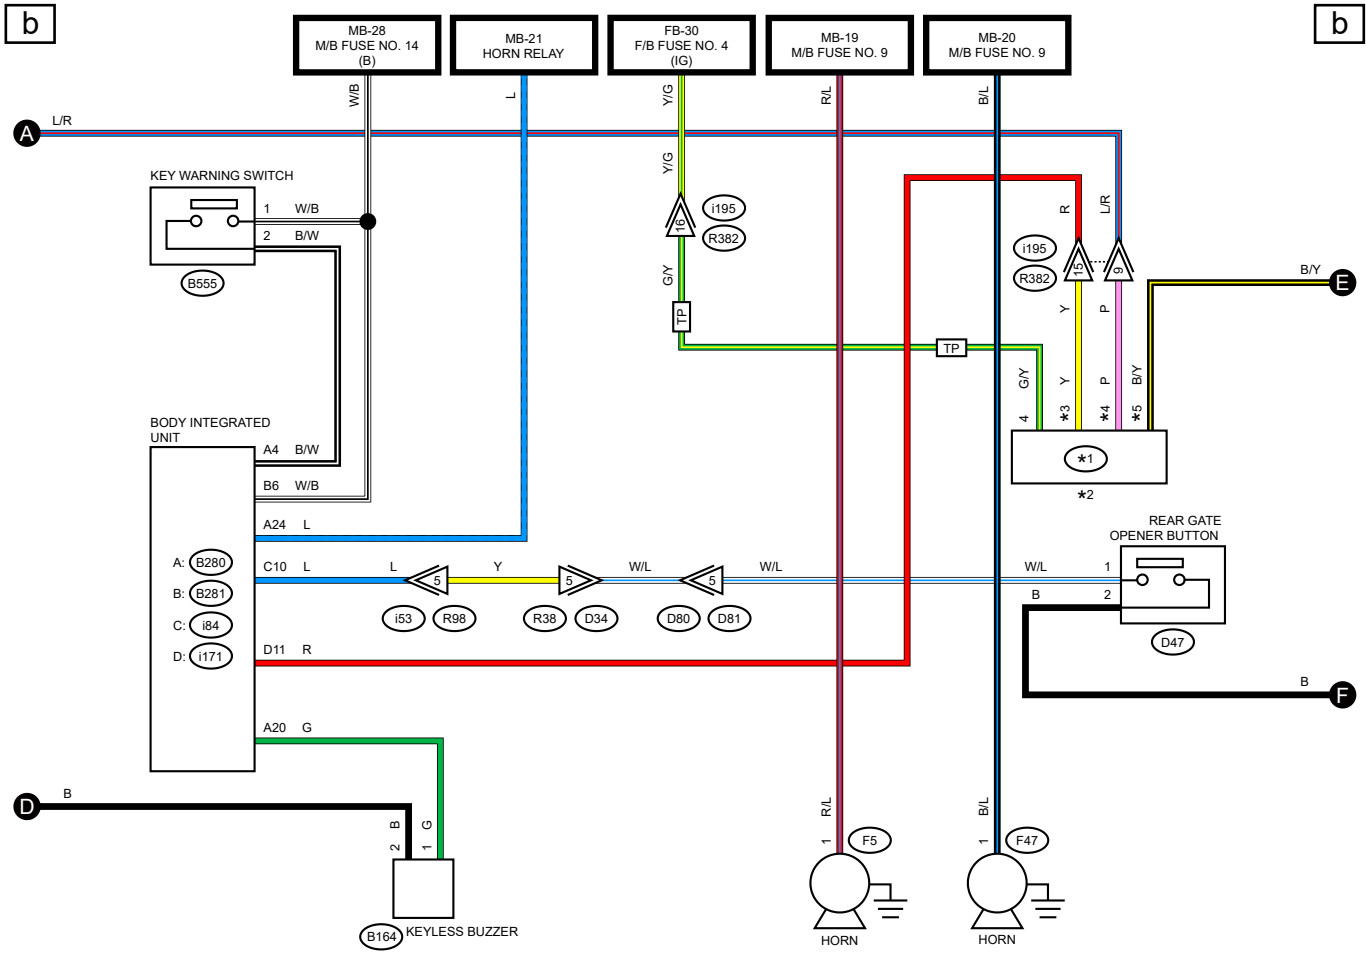 b
b
MB-28
M/B FUSE NO. 14
(B)
MB-21
HORN RELAY
FB-30
F/B FUSE NO. 4
(IG)
MB-19
M/B FUSE NO. 9
MB-20
M/B FUSE NO. 9
W/B
L
Y/G
R/L
B/L
A
L/R
Y/G
KEY WARNING SWITCH
1 W/B
2 B/W
B555
16
i195
R382
G/Y
TP
TP
R
L/R
i195
R382
15
9
Y
P
B/Y
E
G/Y
Y
P
B/Y
4
*3
*4
*5
*1
*2
BODY INTEGRATED
UNIT
A4 B/W
B6 W/B
A24 L
A: B280
B: B281
C: i84
D: i171
C10 L
L
5
Y
5
W/L
5
W/L
W/L
i53
R98
R38
D34
D80
D81
REAR GATE
OPENER BUTTON
1
2
B
D47
D11 R
B
F
A20 G
D
B
B
G
2
1
B164
KEYLESS BUZZER
R/L
1
F5
HORN
B/L
1
F47
HORN